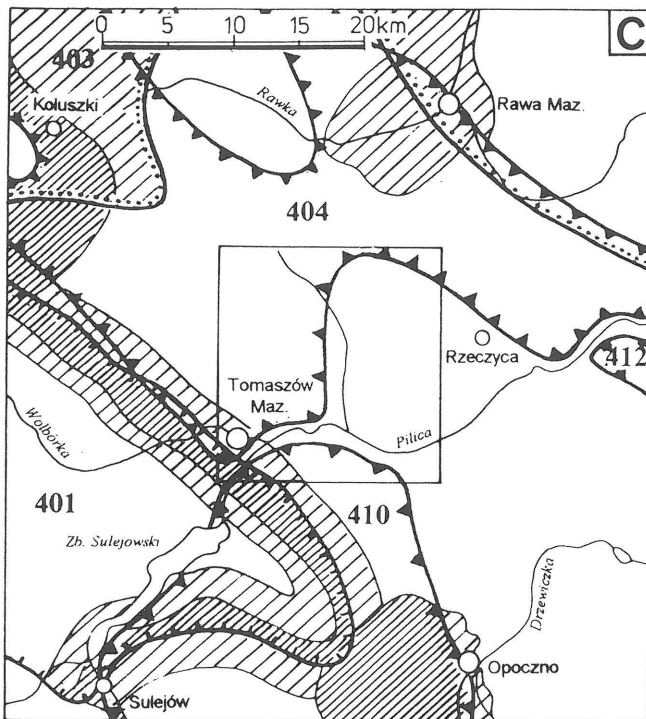 0 5 10 15 20km
C
403
Koluszki
Rawka
Rawa Maz.
404
Rzeczyca
412
Tomaszów
Maz.
Pilica
Wolbórka
401
410
Zb. Sulejowski
Drzewiczka
Opoczno
Sulejów